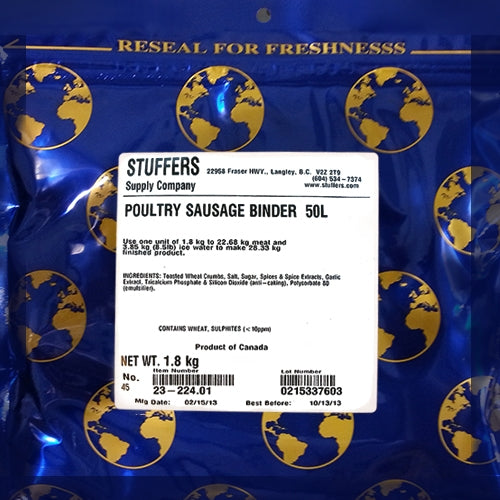 RESEAL FOR FRESHNESSS
STUFFERS
Supply Company
22958 Fraser HWY., Langley, B.C. V2Z 2T9
(604) 534-7374
www.stuffers.com
POULTRY SAUSAGE BINDER 50L
Use one unit of 1.8 kg to 22.68 kg meat and
3.85 kg (8.5lb) ice water to make 28.33 kg
finished product.
INGREDIENTS: Toasted Wheat Crumbs, Salt, Sugar, Spices & Spice Extracts, Garlic
Extract, Tricalcium Phosphate & Silicon Dioxide (anti-caking), Polysorbate 80
(emulsifier).
CONTAINS WHEAT, SULPHITES (<10ppm)
Product of Canada
NET WT. 1.8 kg
Item Number
Lot Number
No.
45
23-224.01
0215337603
Mfg Date: 02/15/13
Best Before: 10/13/13